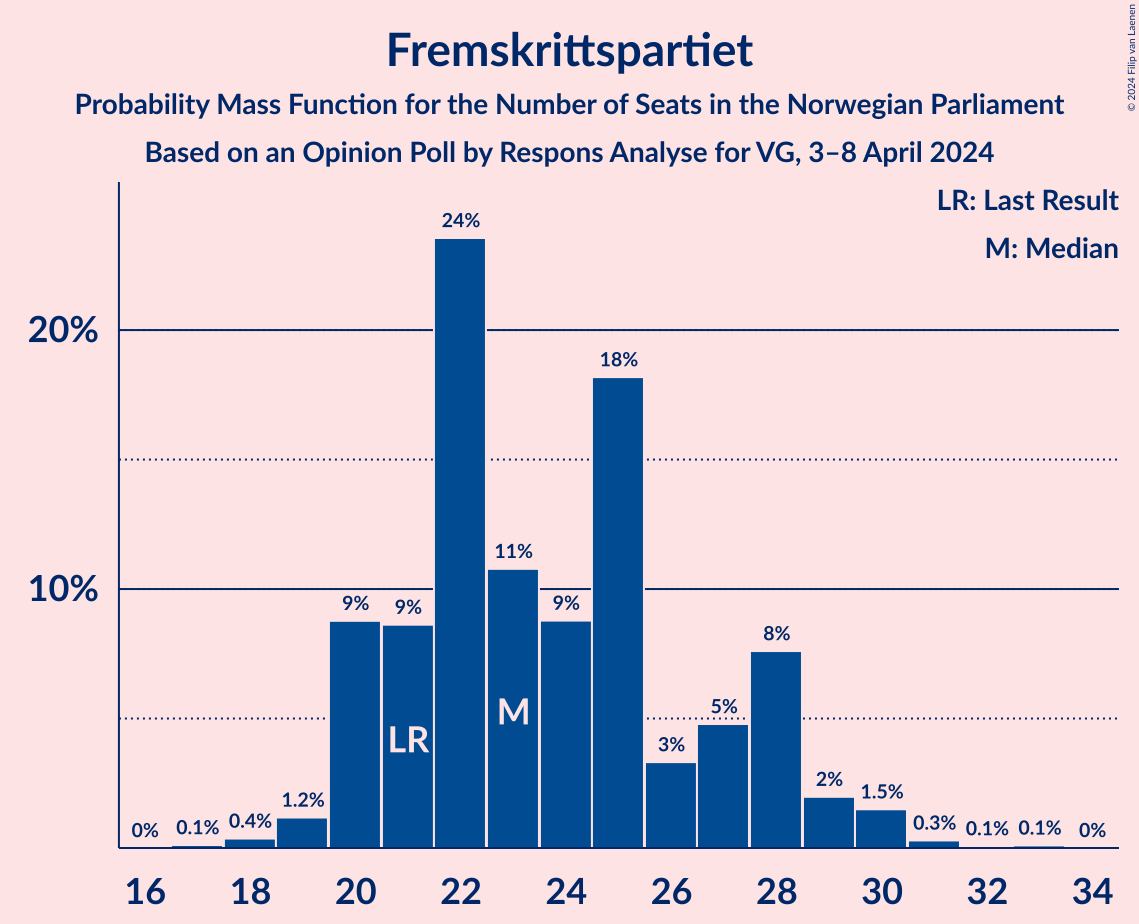 Fremskrittspartiet
Probability Mass Function for the Number of Seats in the Norwegian Parliament
Based on an Opinion Poll by Respons Analyse for VG, 3–8 April 2024
© 2024 Filip van Laenen
LR: Last Result
M: Median
20%
10%
0% 0.1% 0.4% 1.2% 9% 9% 24% 11% 9% 18% 3% 5% 8% 2% 1.5% 0.3% 0.1% 0.1% 0%
LR M
16 18 20 22 24 26 28 30 32 34